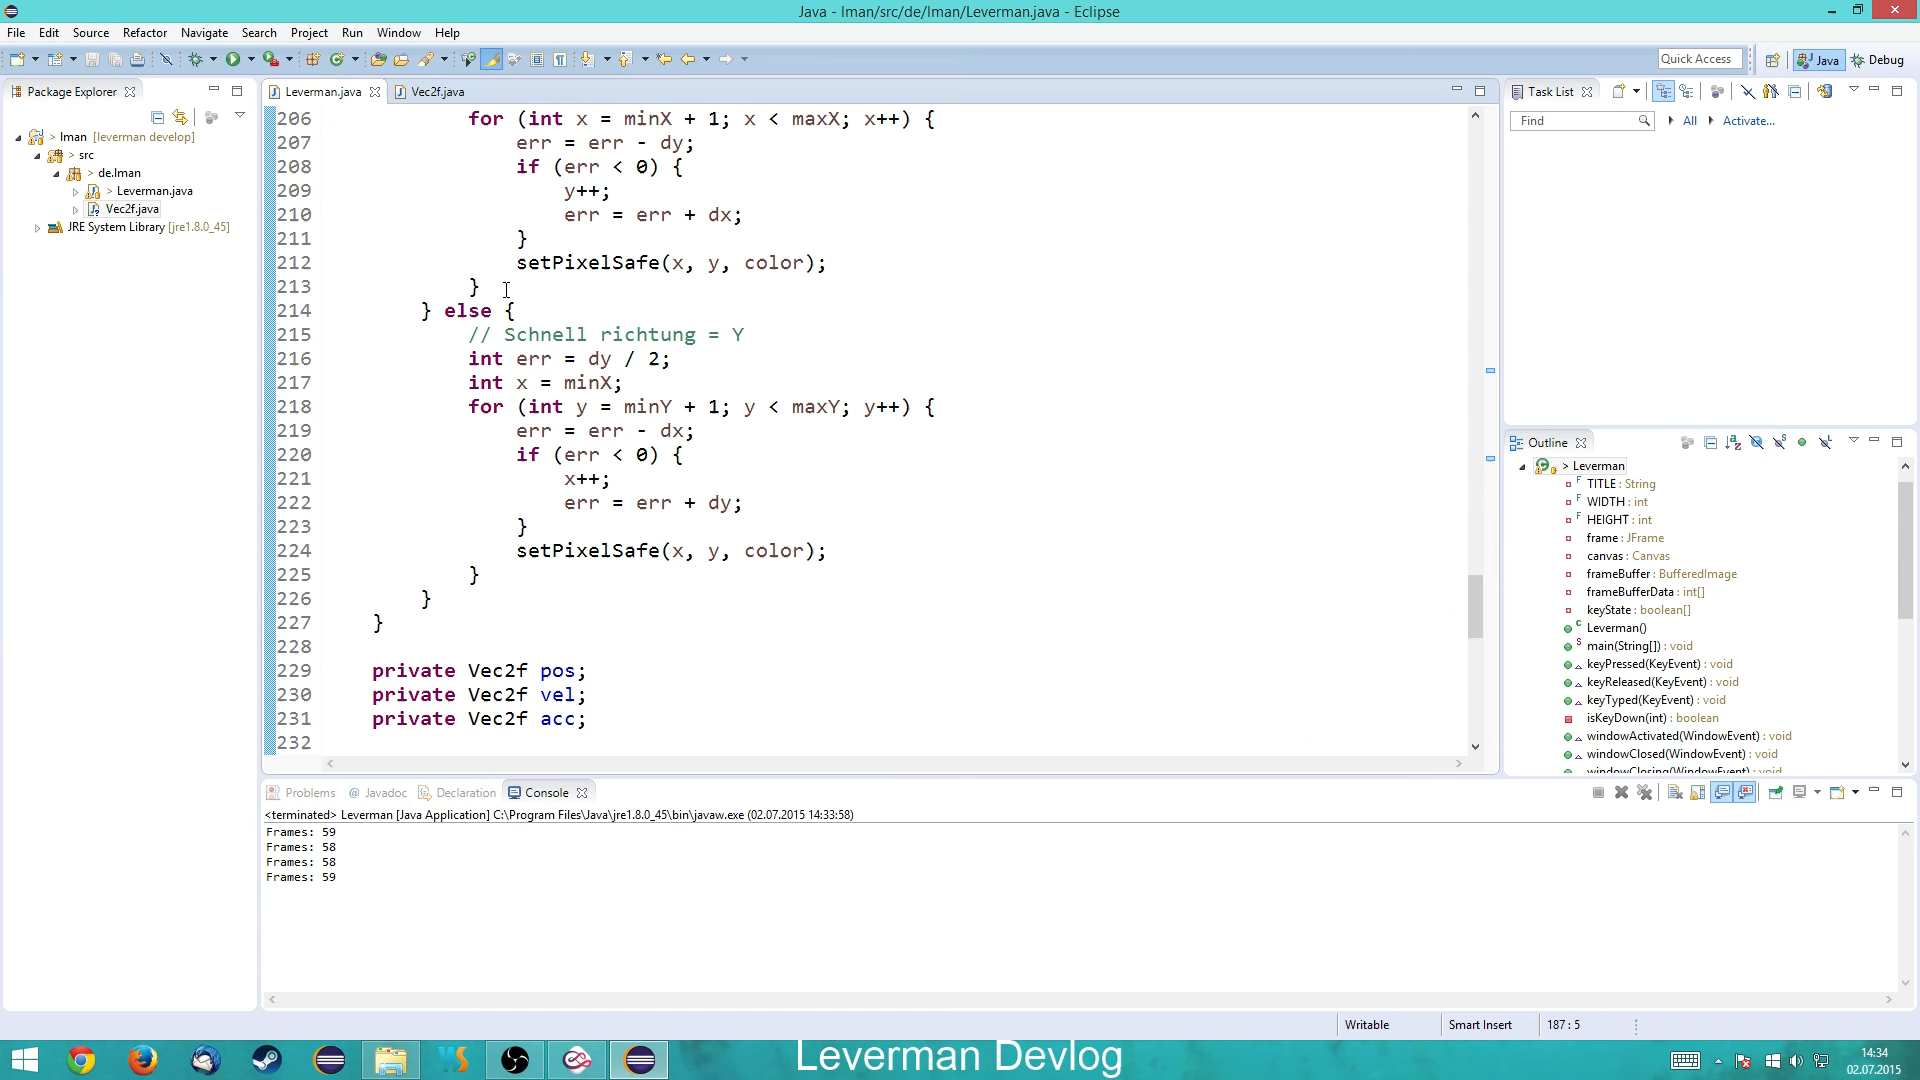 Java - lman/src/de/lman/Leverman.java - Eclipse
File Edit Source Refactor Navigate Search Project Run Window Help
Quick Access
Java
Debug
Package Explorer
Leverman.java
Vec2f.java
Task List
Find
All
Activate...
> lman [leverman develop]
> src
> de.lman
> Leverman.java
Vec2f.java
JRE System Library [jre1.8.0_45]
206 for (int x = minX + 1; x < maxX; x++) {
207 err = err - dy;
208 if (err < 0) {
209 y++;
210 err = err + dx;
211 }
212 setPixelSafe(x, y, color);
213 }
214 } else {
215 // Schnell richtung = Y
216 int err = dy / 2;
217 int x = minX;
218 for (int y = minY + 1; y < maxY; y++) {
219 err = err - dx;
220 if (err < 0) {
221 x++;
222 err = err + dy;
223 }
224 setPixelSafe(x, y, color);
225 }
226 }
227 }
228
229 private Vec2f pos;
230 private Vec2f vel;
231 private Vec2f acc;
232
Outline
> Leverman
TITLE : String
WIDTH : int
HEIGHT : int
frame : JFrame
canvas : Canvas
frameBuffer : BufferedImage
frameBufferData : int[]
keyState : boolean[]
Leverman()
main(String[]) : void
keyPressed(KeyEvent) : void
keyReleased(KeyEvent) : void
keyTyped(KeyEvent) : void
isKeyDown(int) : boolean
windowActivated(WindowEvent) : void
windowClosed(WindowEvent) : void
windowClosing(WindowEvent) : void
Problems
Javadoc
Declaration
Console
<terminated> Leverman [Java Application] C:\Program Files\Java\jre1.8.0_45\bin\javaw.exe (02.07.2015 14:33:58)
Frames: 59
Frames: 58
Frames: 58
Frames: 59
Writable
Smart Insert
187 : 5
Leverman Devlog
14:34
02.07.2015